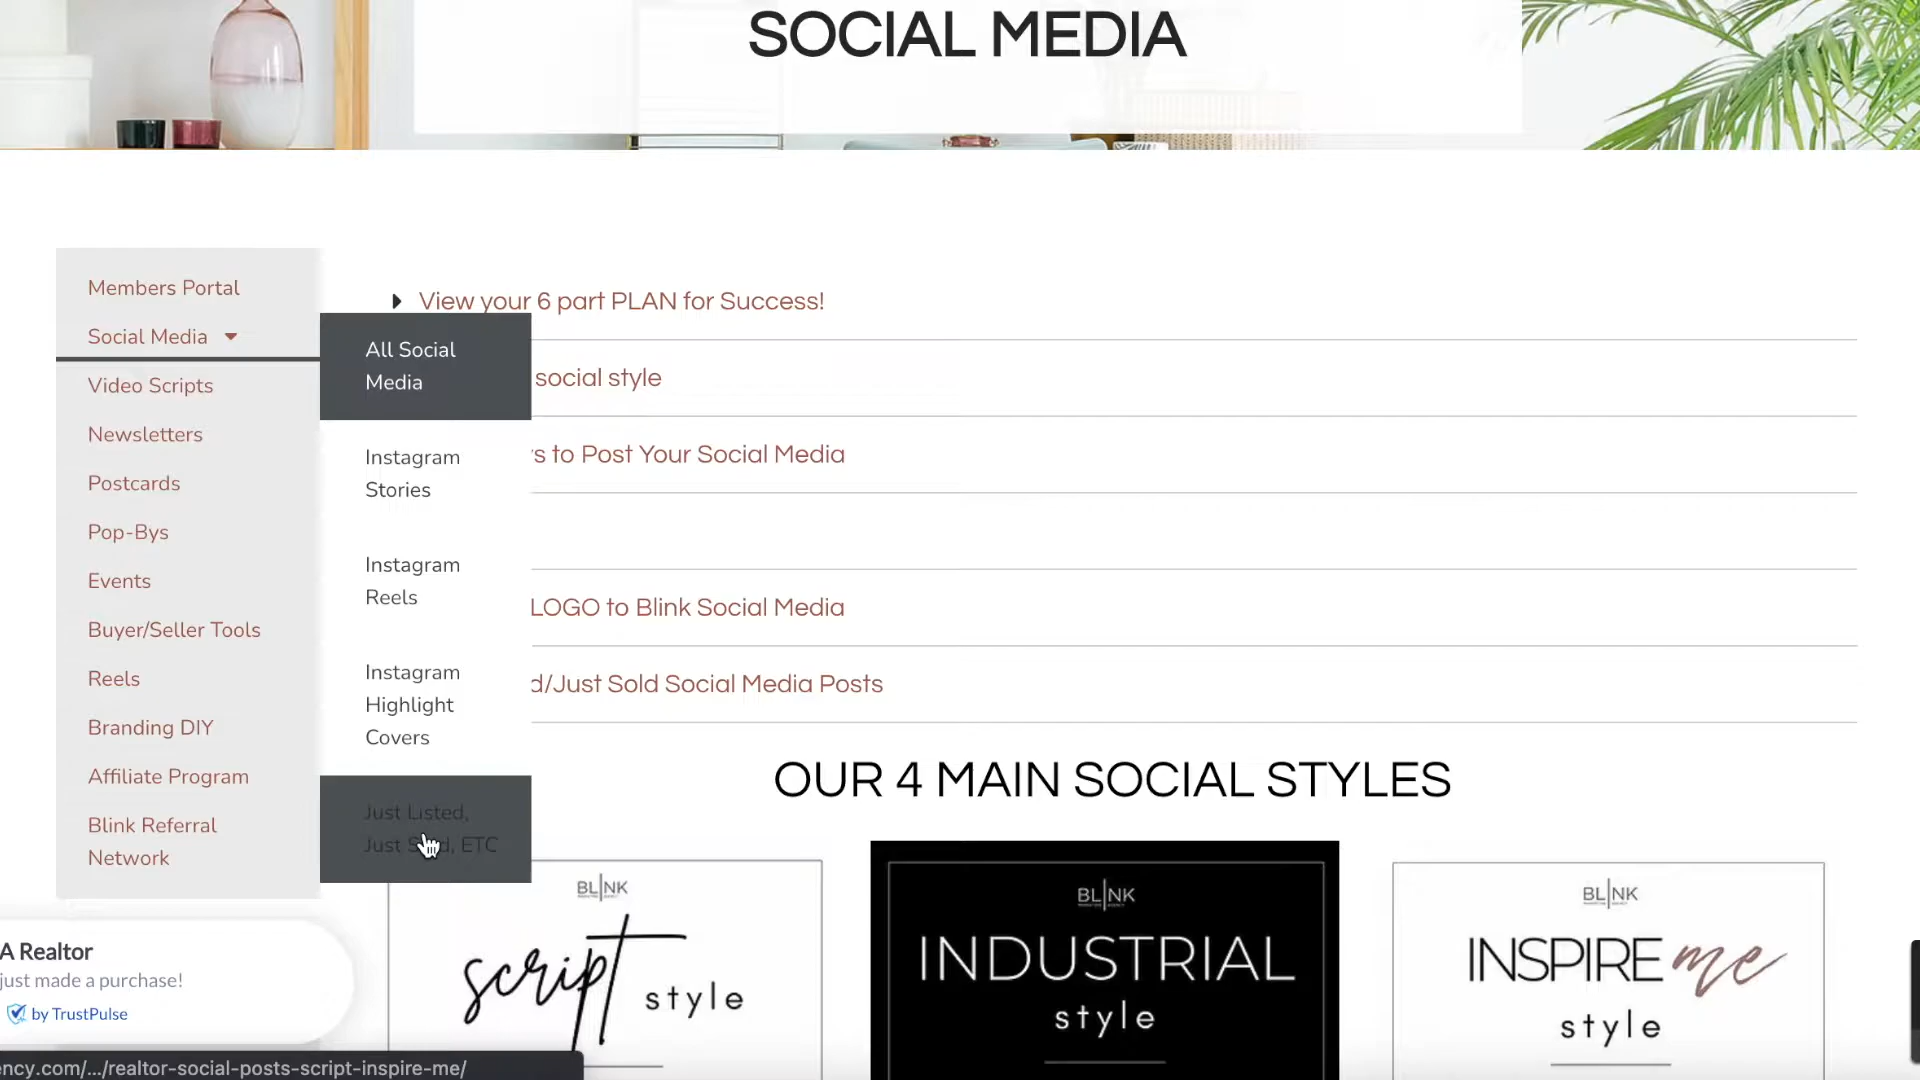 SOCIAL MEDIA
Members Portal
Social Media
Video Scripts
Newsletters
Postcards
Pop-Bys
Events
Buyer/Seller Tools
Reels
Branding DIY
Affiliate Program
Blink Referral
Network
All Social
Media
Instagram
Stories
Instagram
Reels
Instagram
Highlight
Covers
Just Listed,
Just Sold, ETC
View your 6 part PLAN for Success!
social style
to Post Your Social Media
LOGO to Blink Social Media
d/Just Sold Social Media Posts
OUR 4 MAIN SOCIAL STYLES
BL|NK
script style
BL|NK
INDUSTRIAL
style
BL|NK
INSPIRE me
style
A Realtor
just made a purchase!
by TrustPulse
ency.com/.../realtor-social-posts-script-inspire-me/